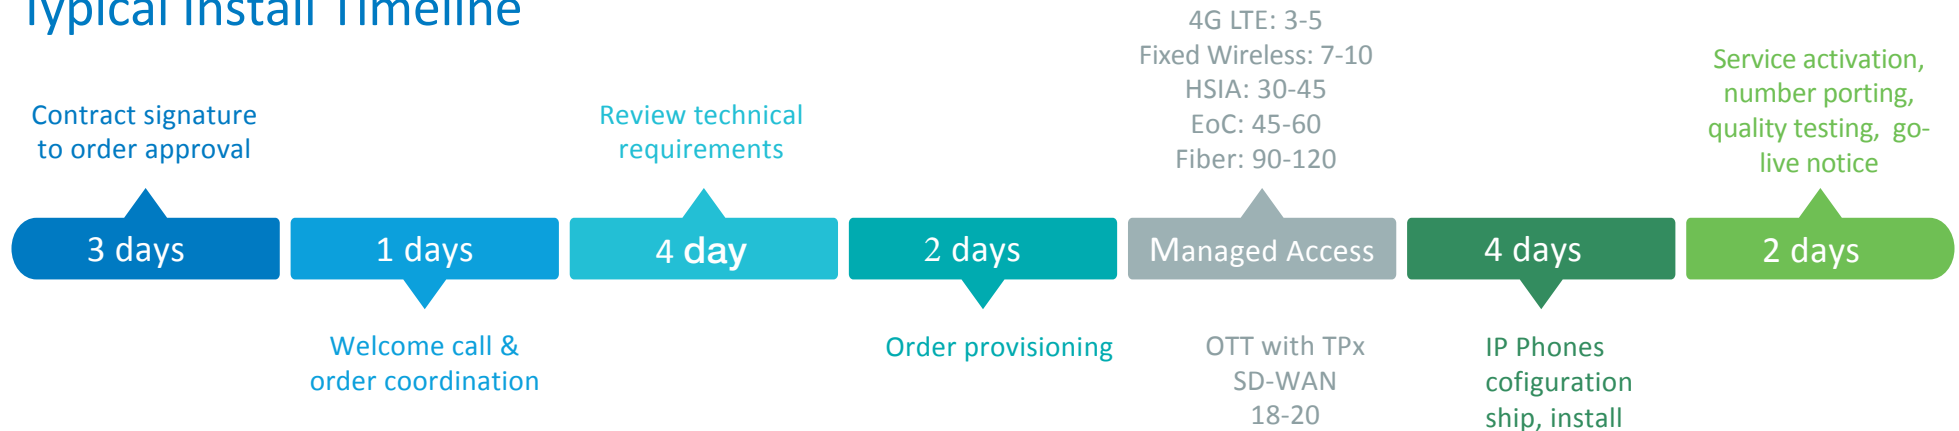 Typical Install Timeline
Contract signature
to order approval
3 days
1 days
Welcome call &
order coordination
Review technical
requirements
4 day
2 days
Order provisioning
4G LTE: 3-5
Fixed Wireless: 7-10
HSIA: 30-45
EoC: 45-60
Fiber: 90-120
Managed Access
OTT with TPx
SD-WAN
18-20
4 days
IP Phones
cofiguration
ship, install
Service activation,
number porting,
quality testing,  go-
live notice
2 days